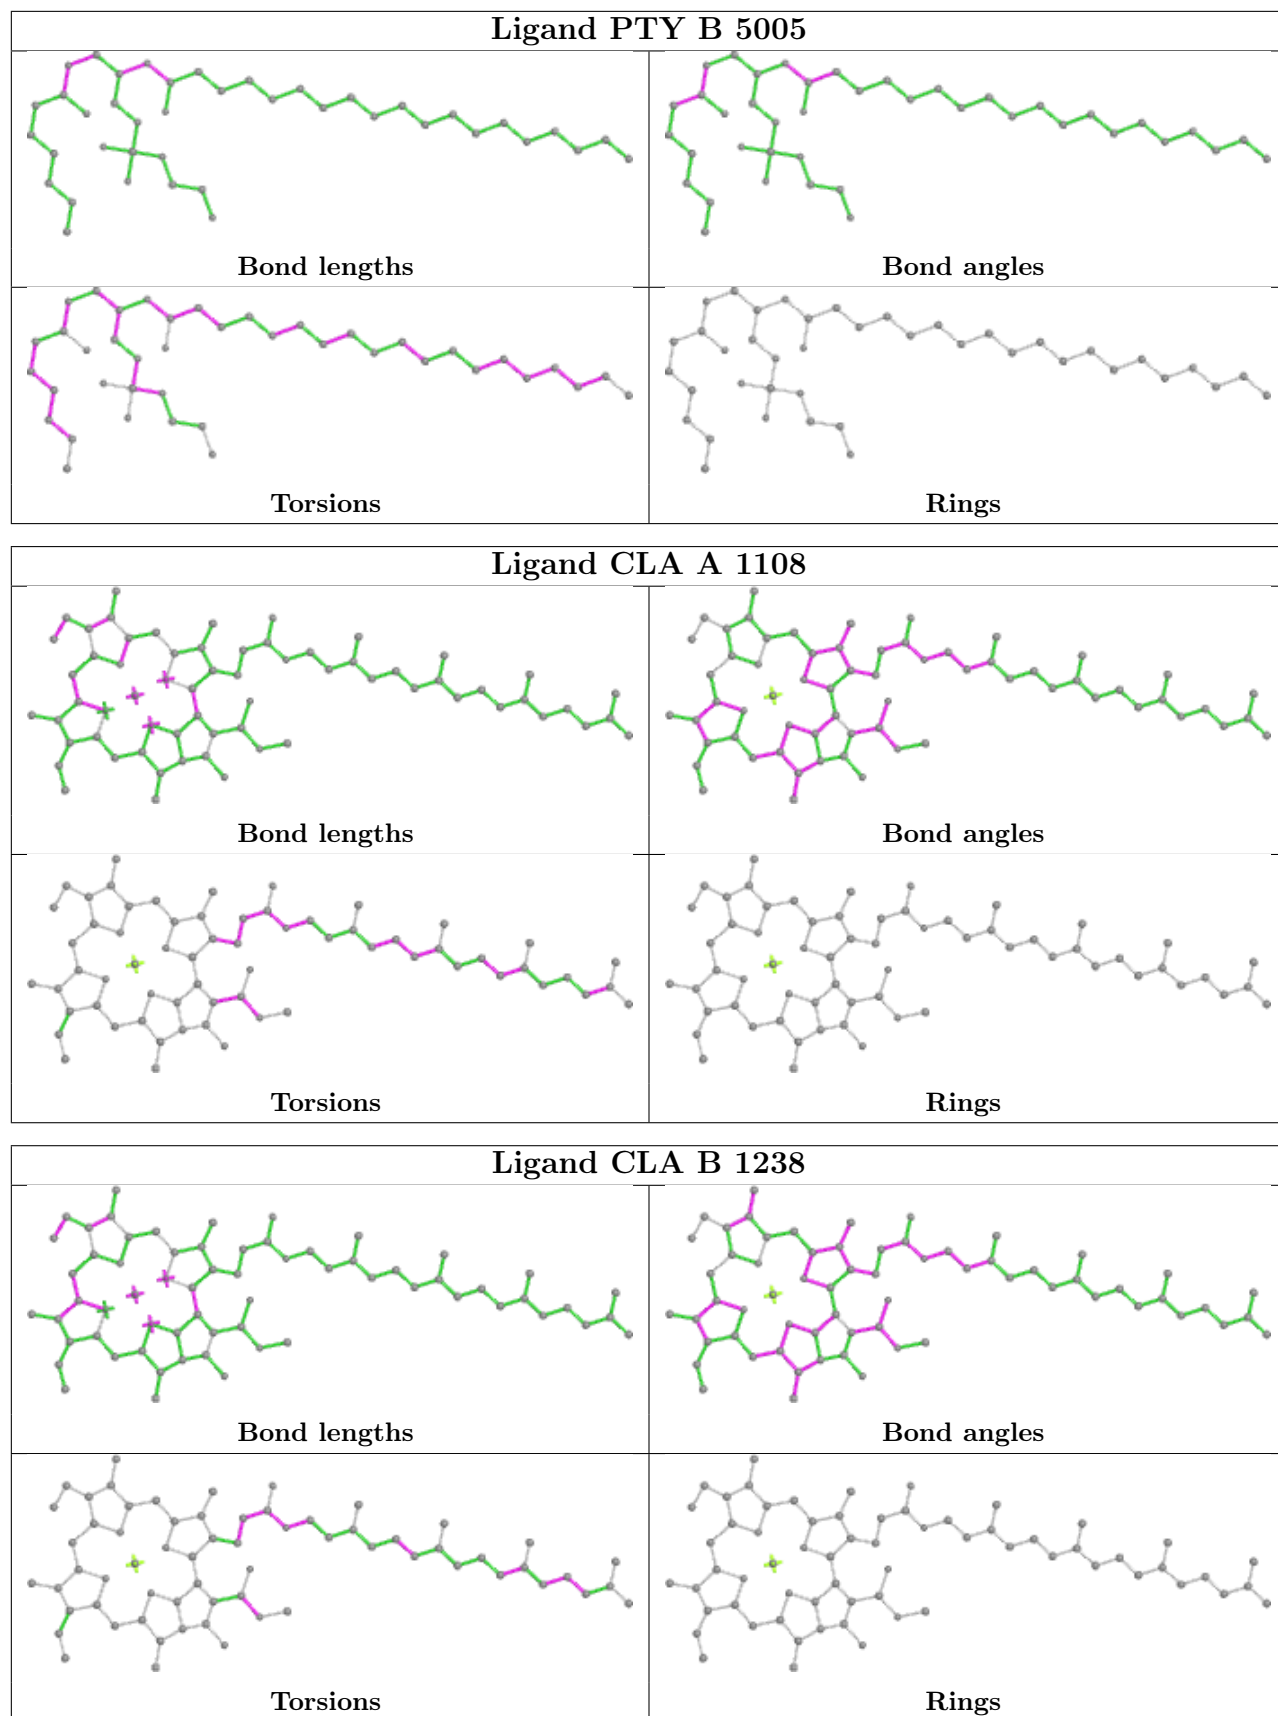 Ligand PTY B 5005
Bond lengths
Bond angles
Torsions
Rings
Ligand CLA A 1108
Bond lengths
Bond angles
Torsions
Rings
Ligand CLA B 1238
Bond lengths
Bond angles
Torsions
Rings